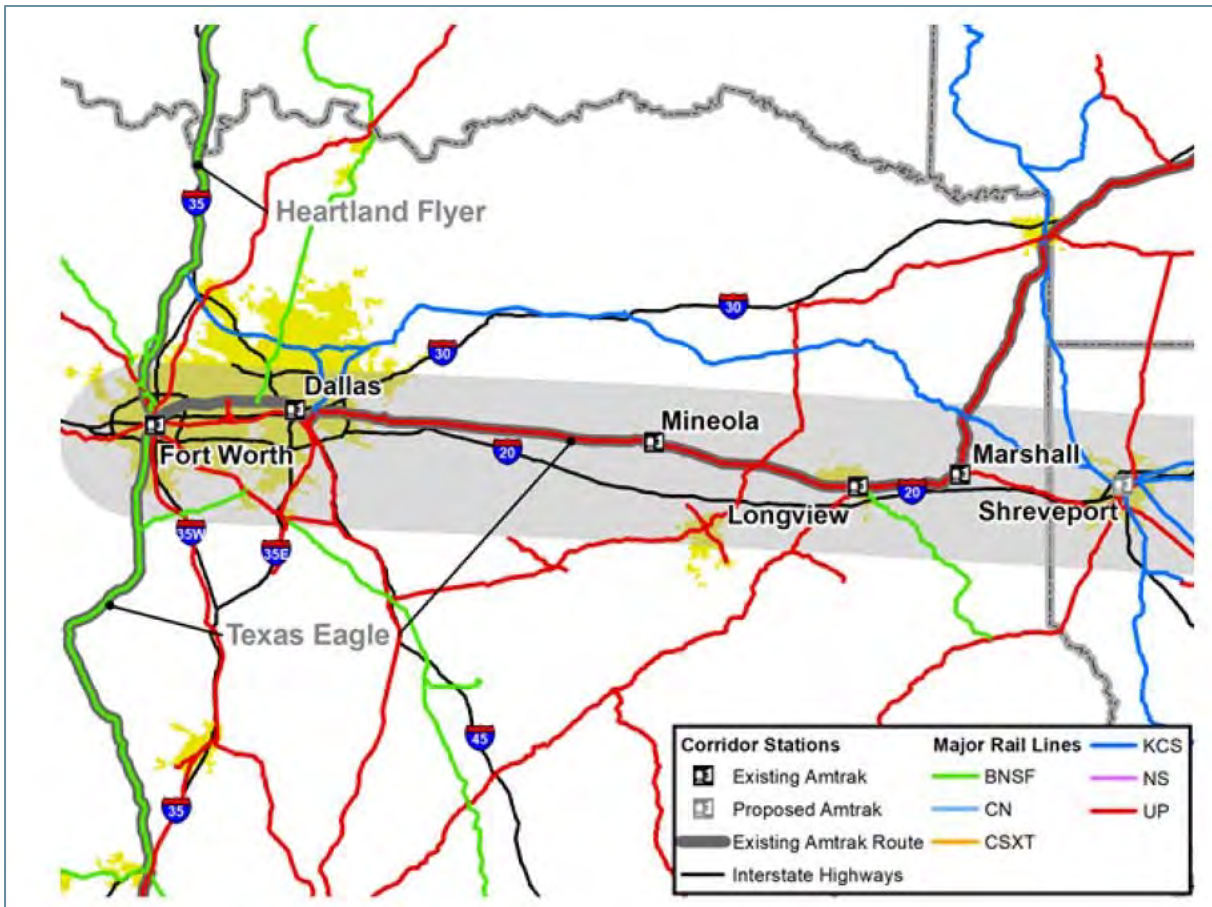 35
Heartland Flyer
30
30
Dallas
Mineola
Fort Worth
20
Marshall
20
Longview
Shreveport
35W
35E
Texas Eagle
45
35
Corridor Stations
Existing Amtrak
Proposed Amtrak
Existing Amtrak Route
Interstate Highways
Major Rail Lines
BNSF
CN
CSXT
KCS
NS
UP